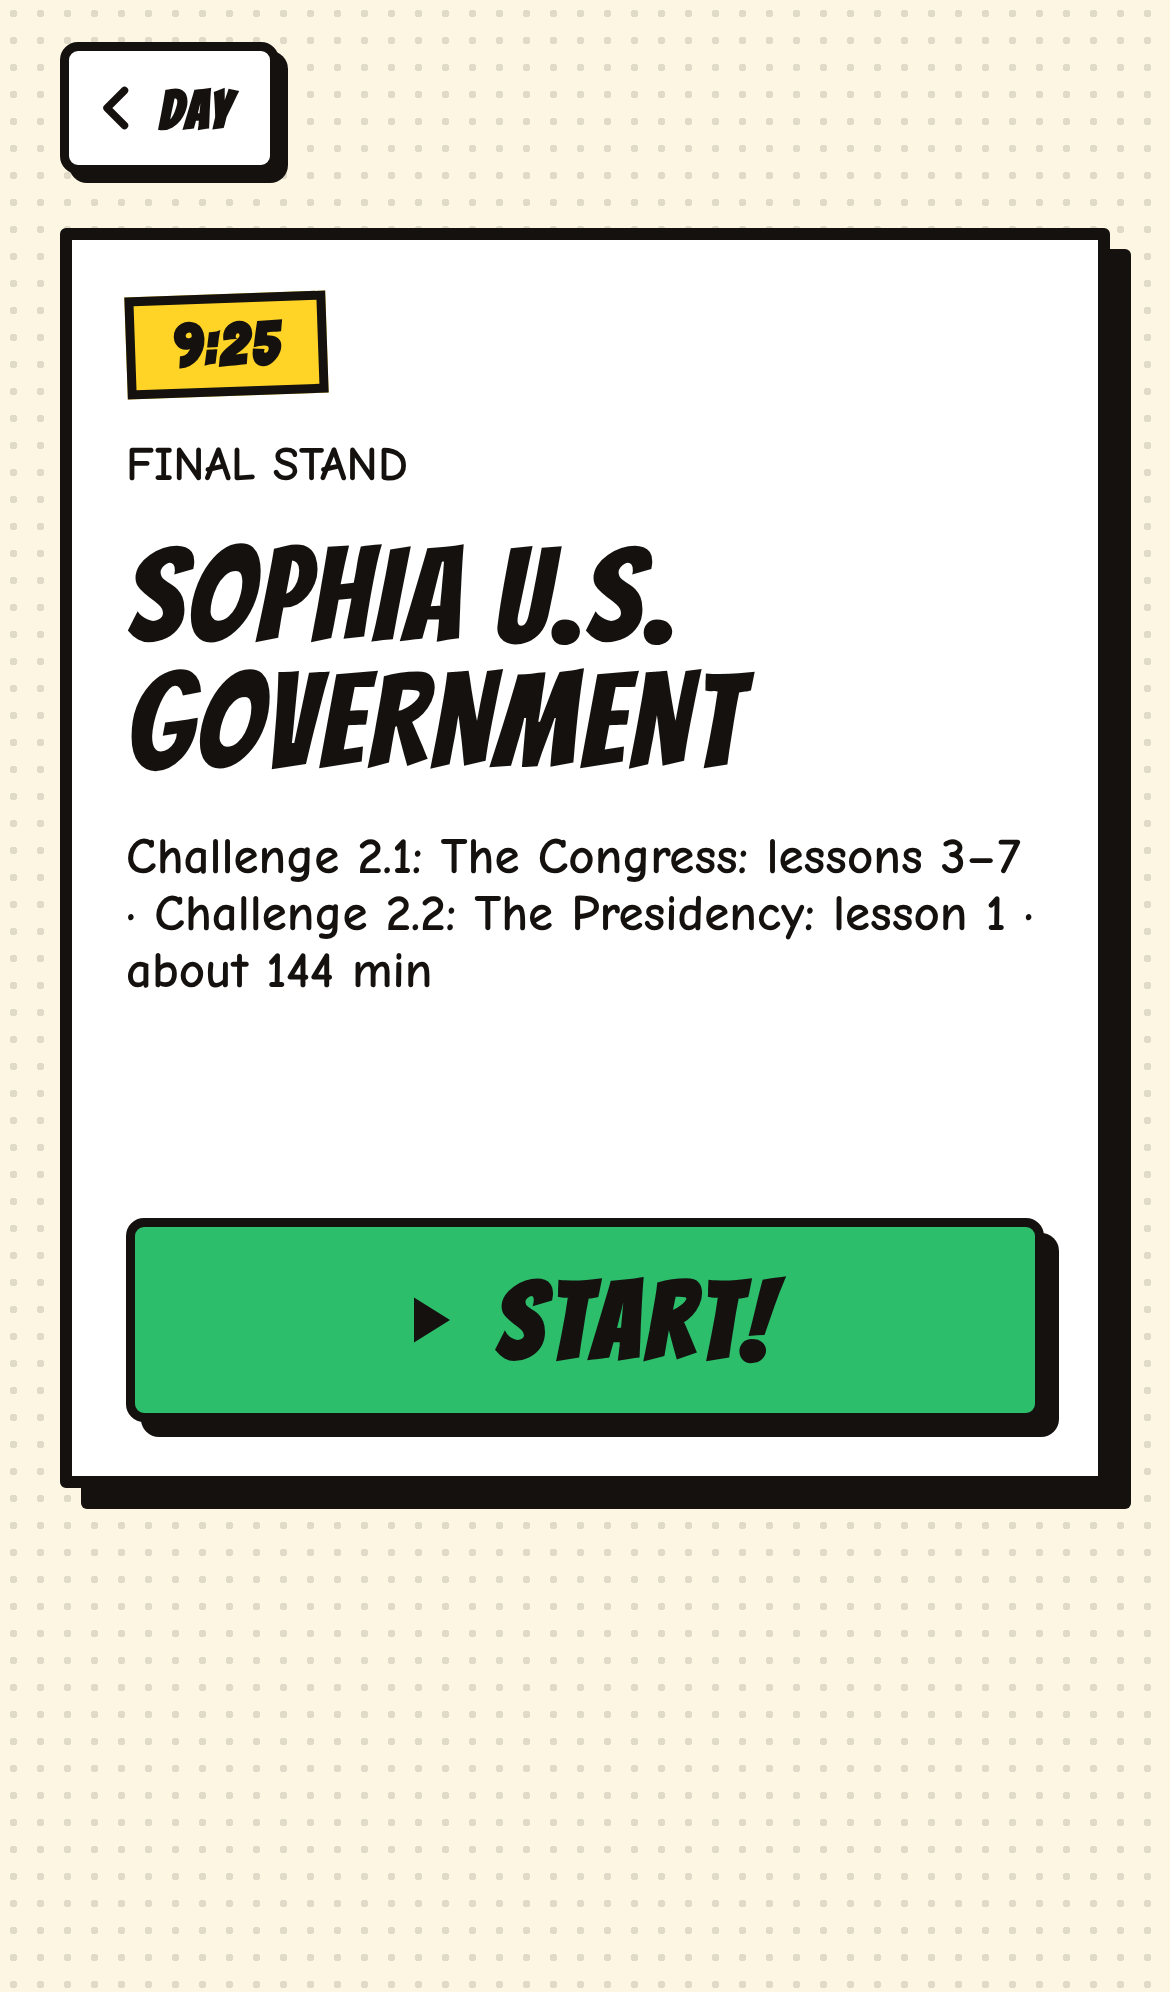 DAY
9:25
FINAL STAND
SOPHIA U.S.
GOVERNMENT
Challenge 2.1: The Congress: lessons 3–7
· Challenge 2.2: The Presidency: lesson 1 ·
about 144 min
START!